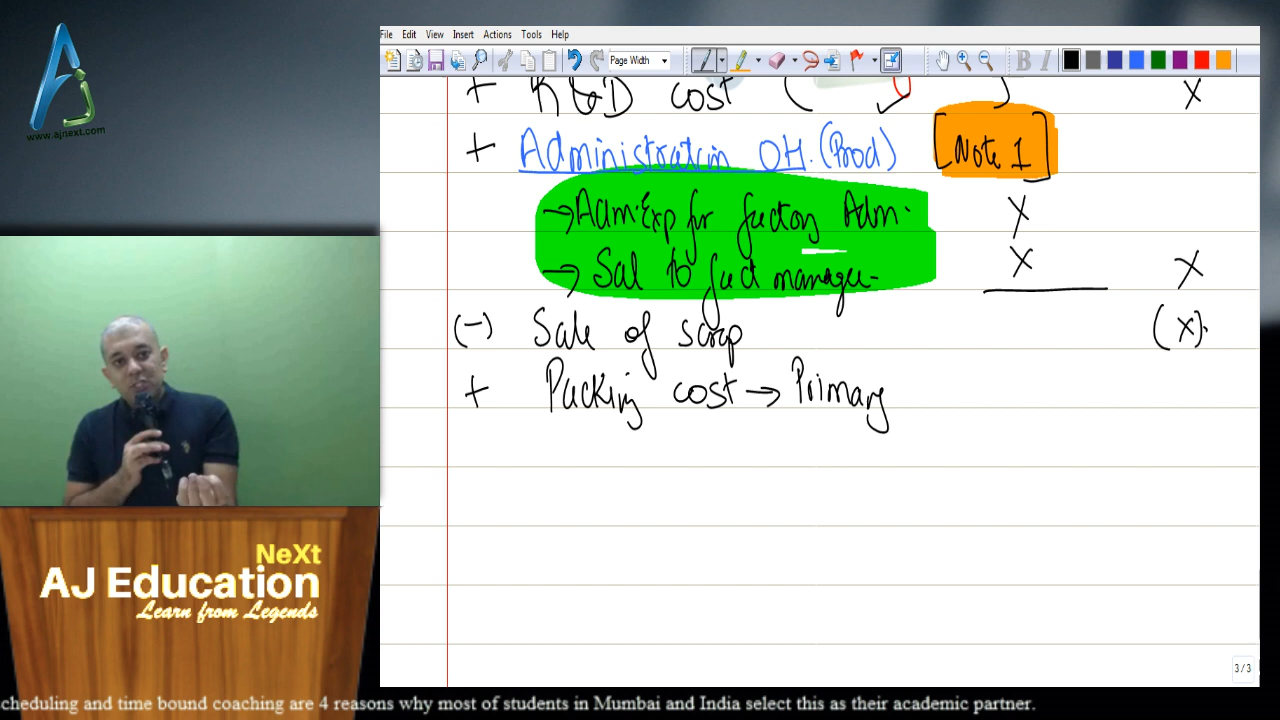 www.ajnext.com
File Edit View Insert Actions Tools Help
Page Width
B I
+ R&D cost ( ) X
+ Administratin OH. (Prod) [Note 1]
→ Adm. Exp for factory Adm. X
→ Sal to fact manager X X
(-) Sale of scrap (X).
+ Packing cost → Primary
3/3
NeXt
AJ Education
Learn from Legends
cheduling and time bound coaching are 4 reasons why most of students in Mumbai and India select this as their academic partner.